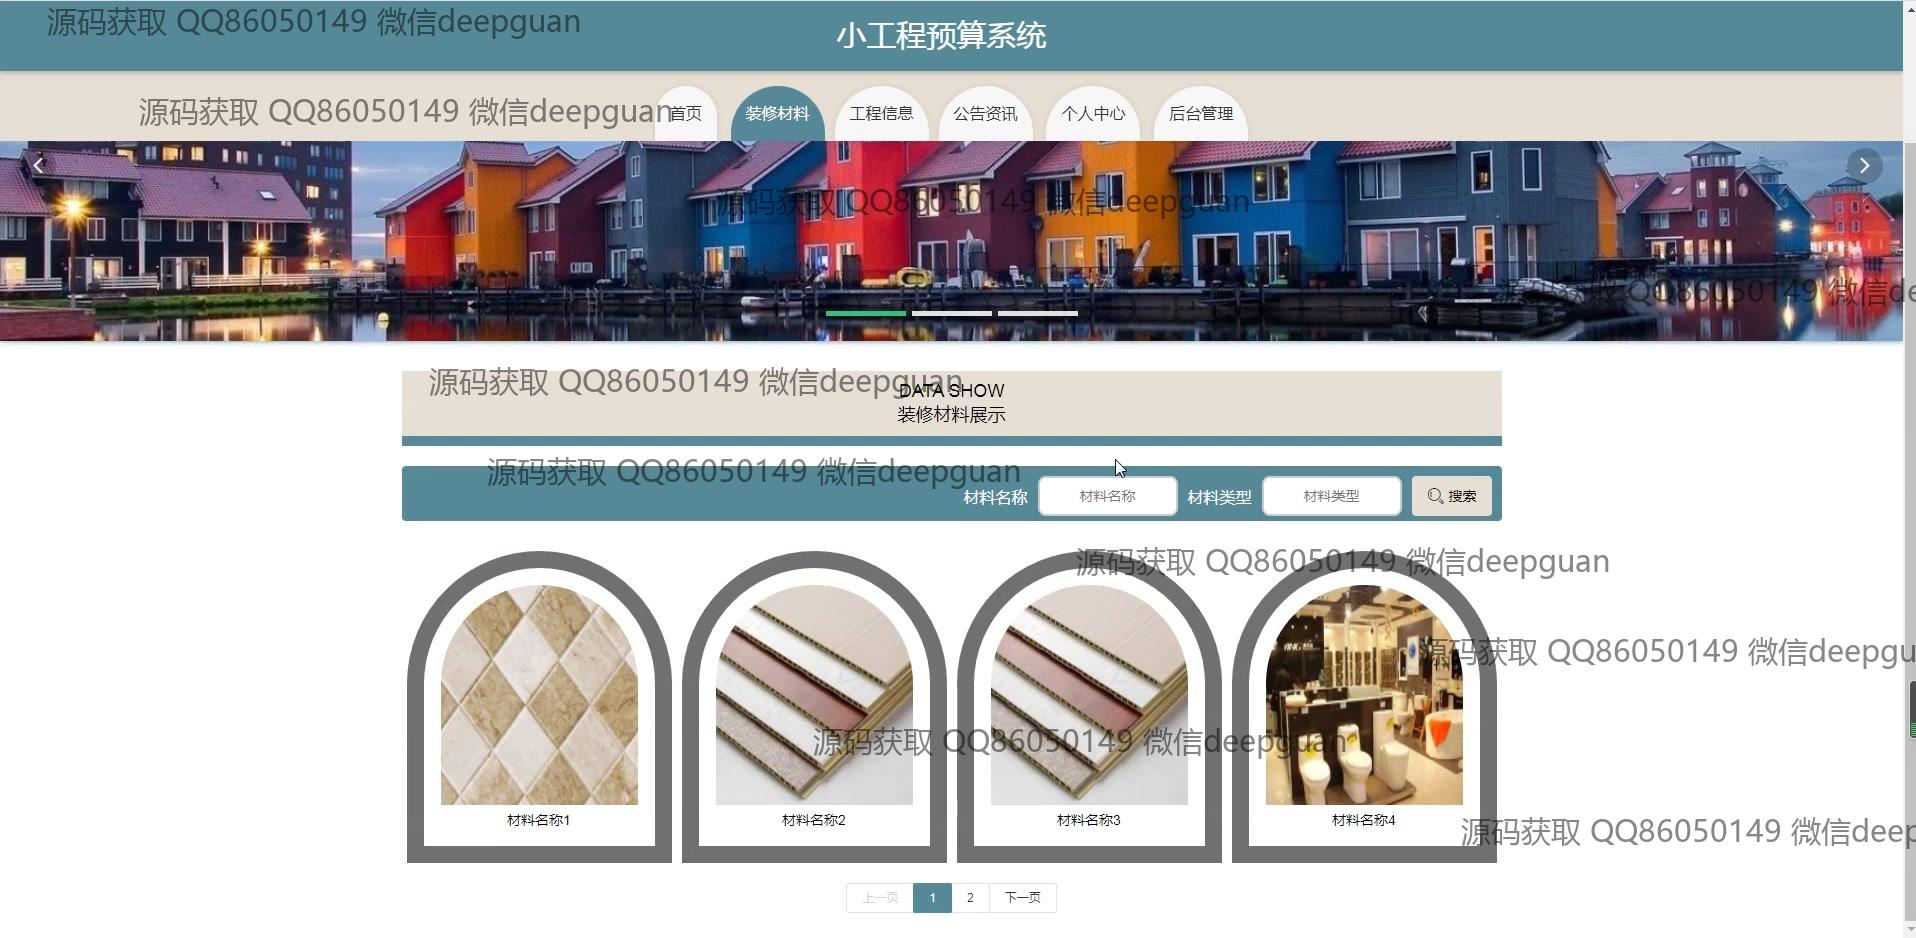 源码获取 QQ86050149 微信deepguan
小工程预算系统
源码获取 QQ86050149 微信deepguan
首页 装修材料 工程信息 公告资讯 个人中心 后台管理
源码获取 QQ86050149 微信deepguan
源码获取 QQ86050149 微信de
源码获取 QQ86050149 微信deepguan
DATA SHOW
装修材料展示
源码获取 QQ86050149 微信deepguan
材料名称 材料名称 材料类型 材料类型 搜索
源码获取 QQ86050149 微信deepguan
源码获取 QQ86050149 微信deepgu
源码获取 QQ86050149 微信deepguan
材料名称1 材料名称2 材料名称3 材料名称4
源码获取 QQ86050149 微信deep
上一页 1 2 下一页